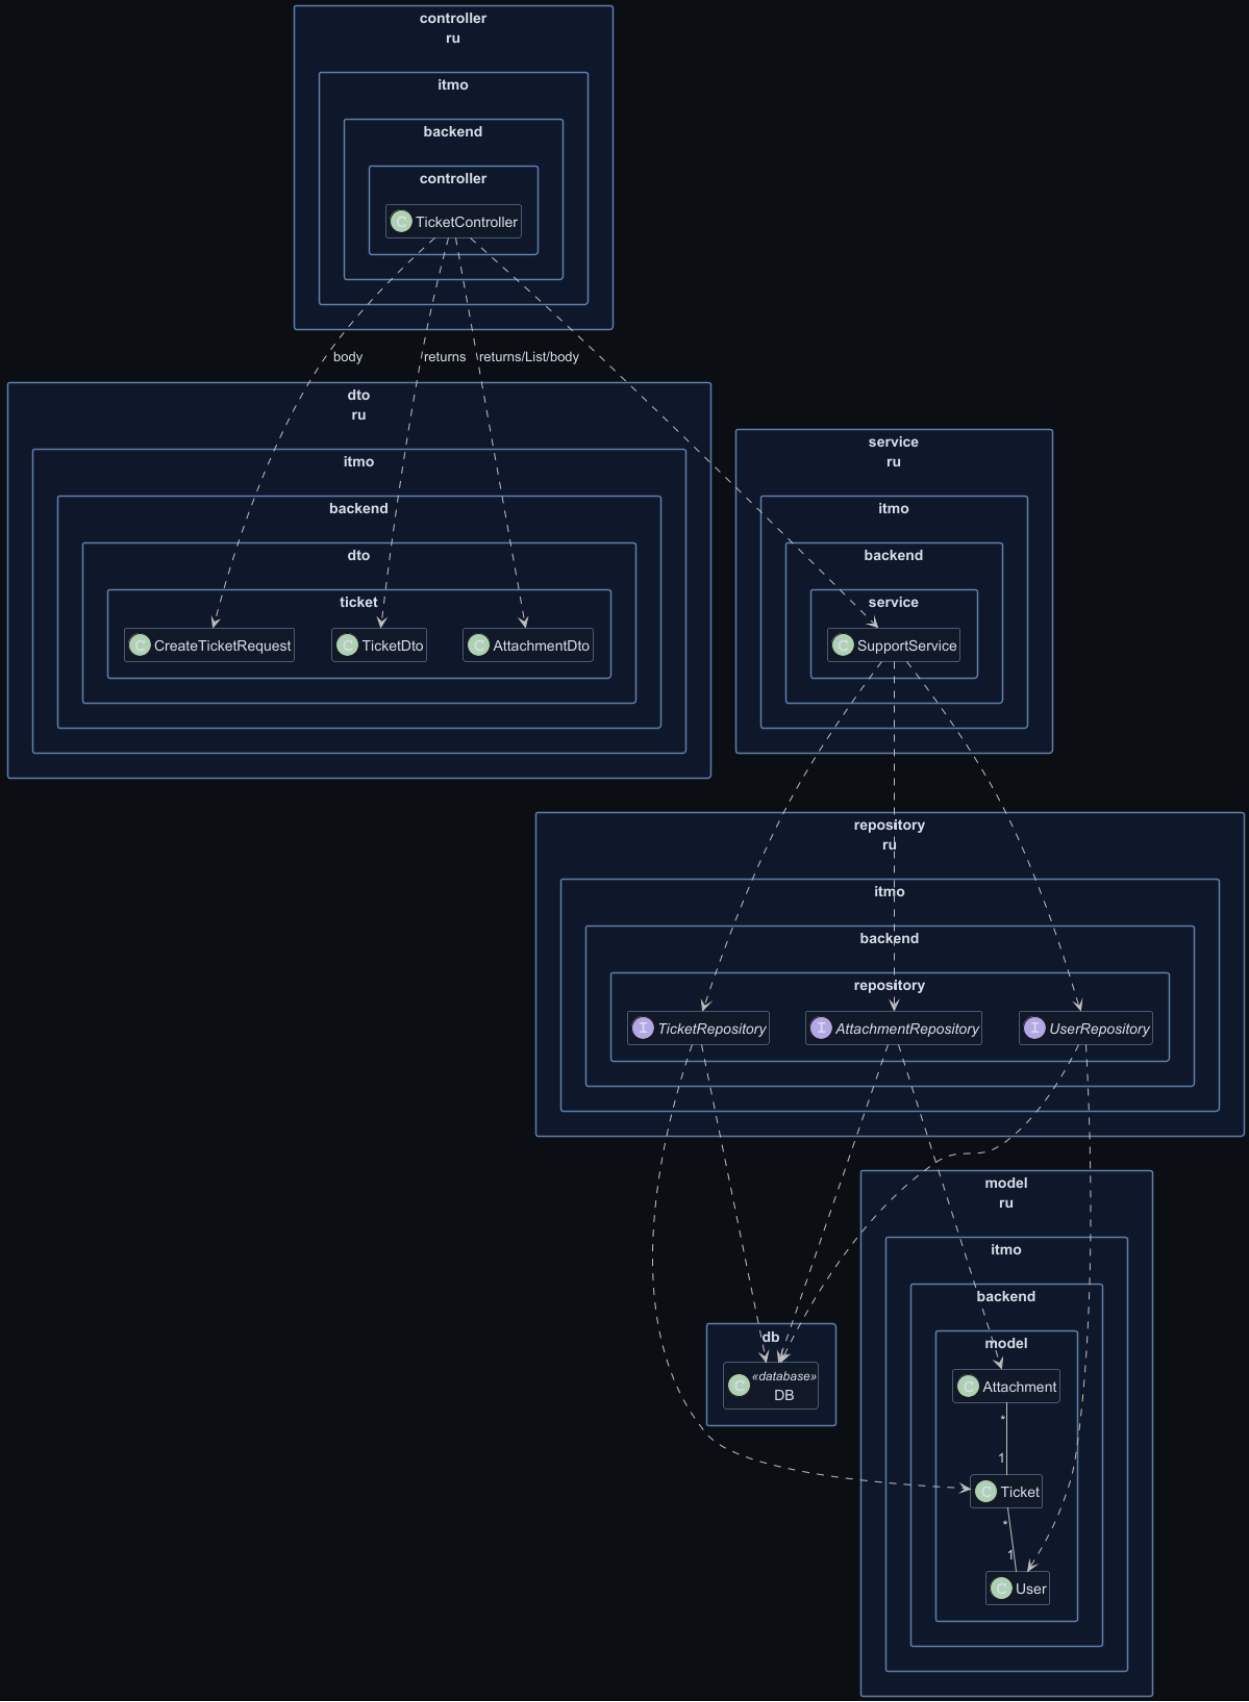 controller
ru
itmo
backend
controller
C TicketController
body
returns
returns/List/body
dto
ru
itmo
backend
dto
ticket
C CreateTicketRequest
C TicketDto
C AttachmentDto
service
ru
itmo
backend
service
C SupportService
repository
ru
itmo
backend
repository
I TicketRepository
I AttachmentRepository
I UserRepository
model
ru
itmo
backend
model
db
C «database»
DB
C Attachment
*
1
C Ticket
*
1
C User